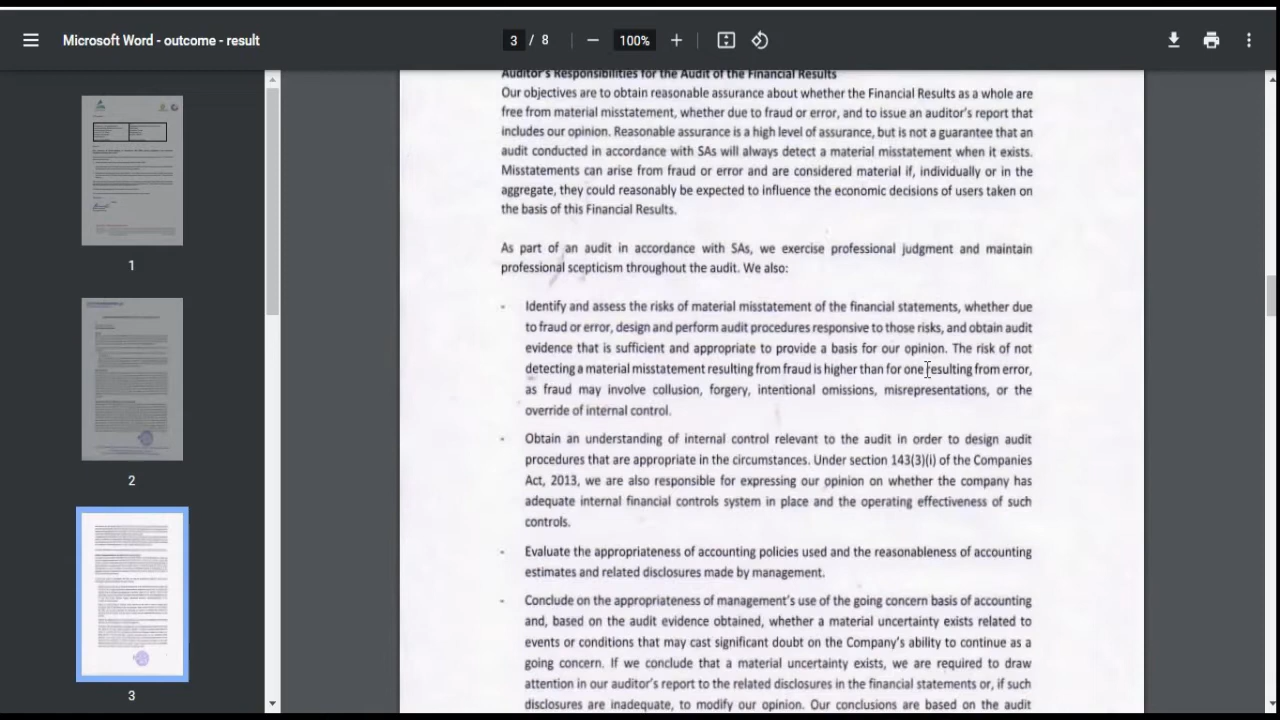 Microsoft Word - outcome - result
3 / 8
100%
1
2
3
Auditor's Responsibilities for the Audit of the Financial Results
Our objectives are to obtain reasonable assurance about whether the Financial Results as a whole are
free from material misstatement, whether due to fraud or error, and to issue an auditor's report that
includes our opinion. Reasonable assurance is a high level of assurance, but is not a guarantee that an
audit conducted in accordance with SAs will always detect a material misstatement when it exists.
Misstatements can arise from fraud or error and are considered material if, individually or in the
aggregate, they could reasonably be expected to influence the economic decisions of users taken on
the basis of this Financial Results.
As part of an audit in accordance with SAs, we exercise professional judgment and maintain
professional scepticism throughout the audit. We also:
- Identify and assess the risks of material misstatement of the financial statements, whether due
to fraud or error, design and perform audit procedures responsive to those risks, and obtain audit
evidence that is sufficient and appropriate to provide a basis for our opinion. The risk of not
detecting a material misstatement resulting from fraud is higher than for one resulting from error,
as fraud may involve collusion, forgery, intentional omissions, misrepresentations, or the
override of internal control.
- Obtain an understanding of internal control relevant to the audit in order to design audit
procedures that are appropriate in the circumstances. Under section 143(3)(i) of the Companies
Act, 2013, we are also responsible for expressing our opinion on whether the company has
adequate internal financial controls system in place and the operating effectiveness of such
controls.
- Evaluate the appropriateness of accounting policies used and the reasonableness of accounting
estimates and related disclosures made by management.
- Conclude on the appropriateness of management's use of the going concern basis of accounting
and, based on the audit evidence obtained, whether a material uncertainty exists related to
events or conditions that may cast significant doubt on the Company's ability to continue as a
going concern. If we conclude that a material uncertainty exists, we are required to draw
attention in our auditor's report to the related disclosures in the financial statements or, if such
disclosures are inadequate, to modify our opinion. Our conclusions are based on the audit